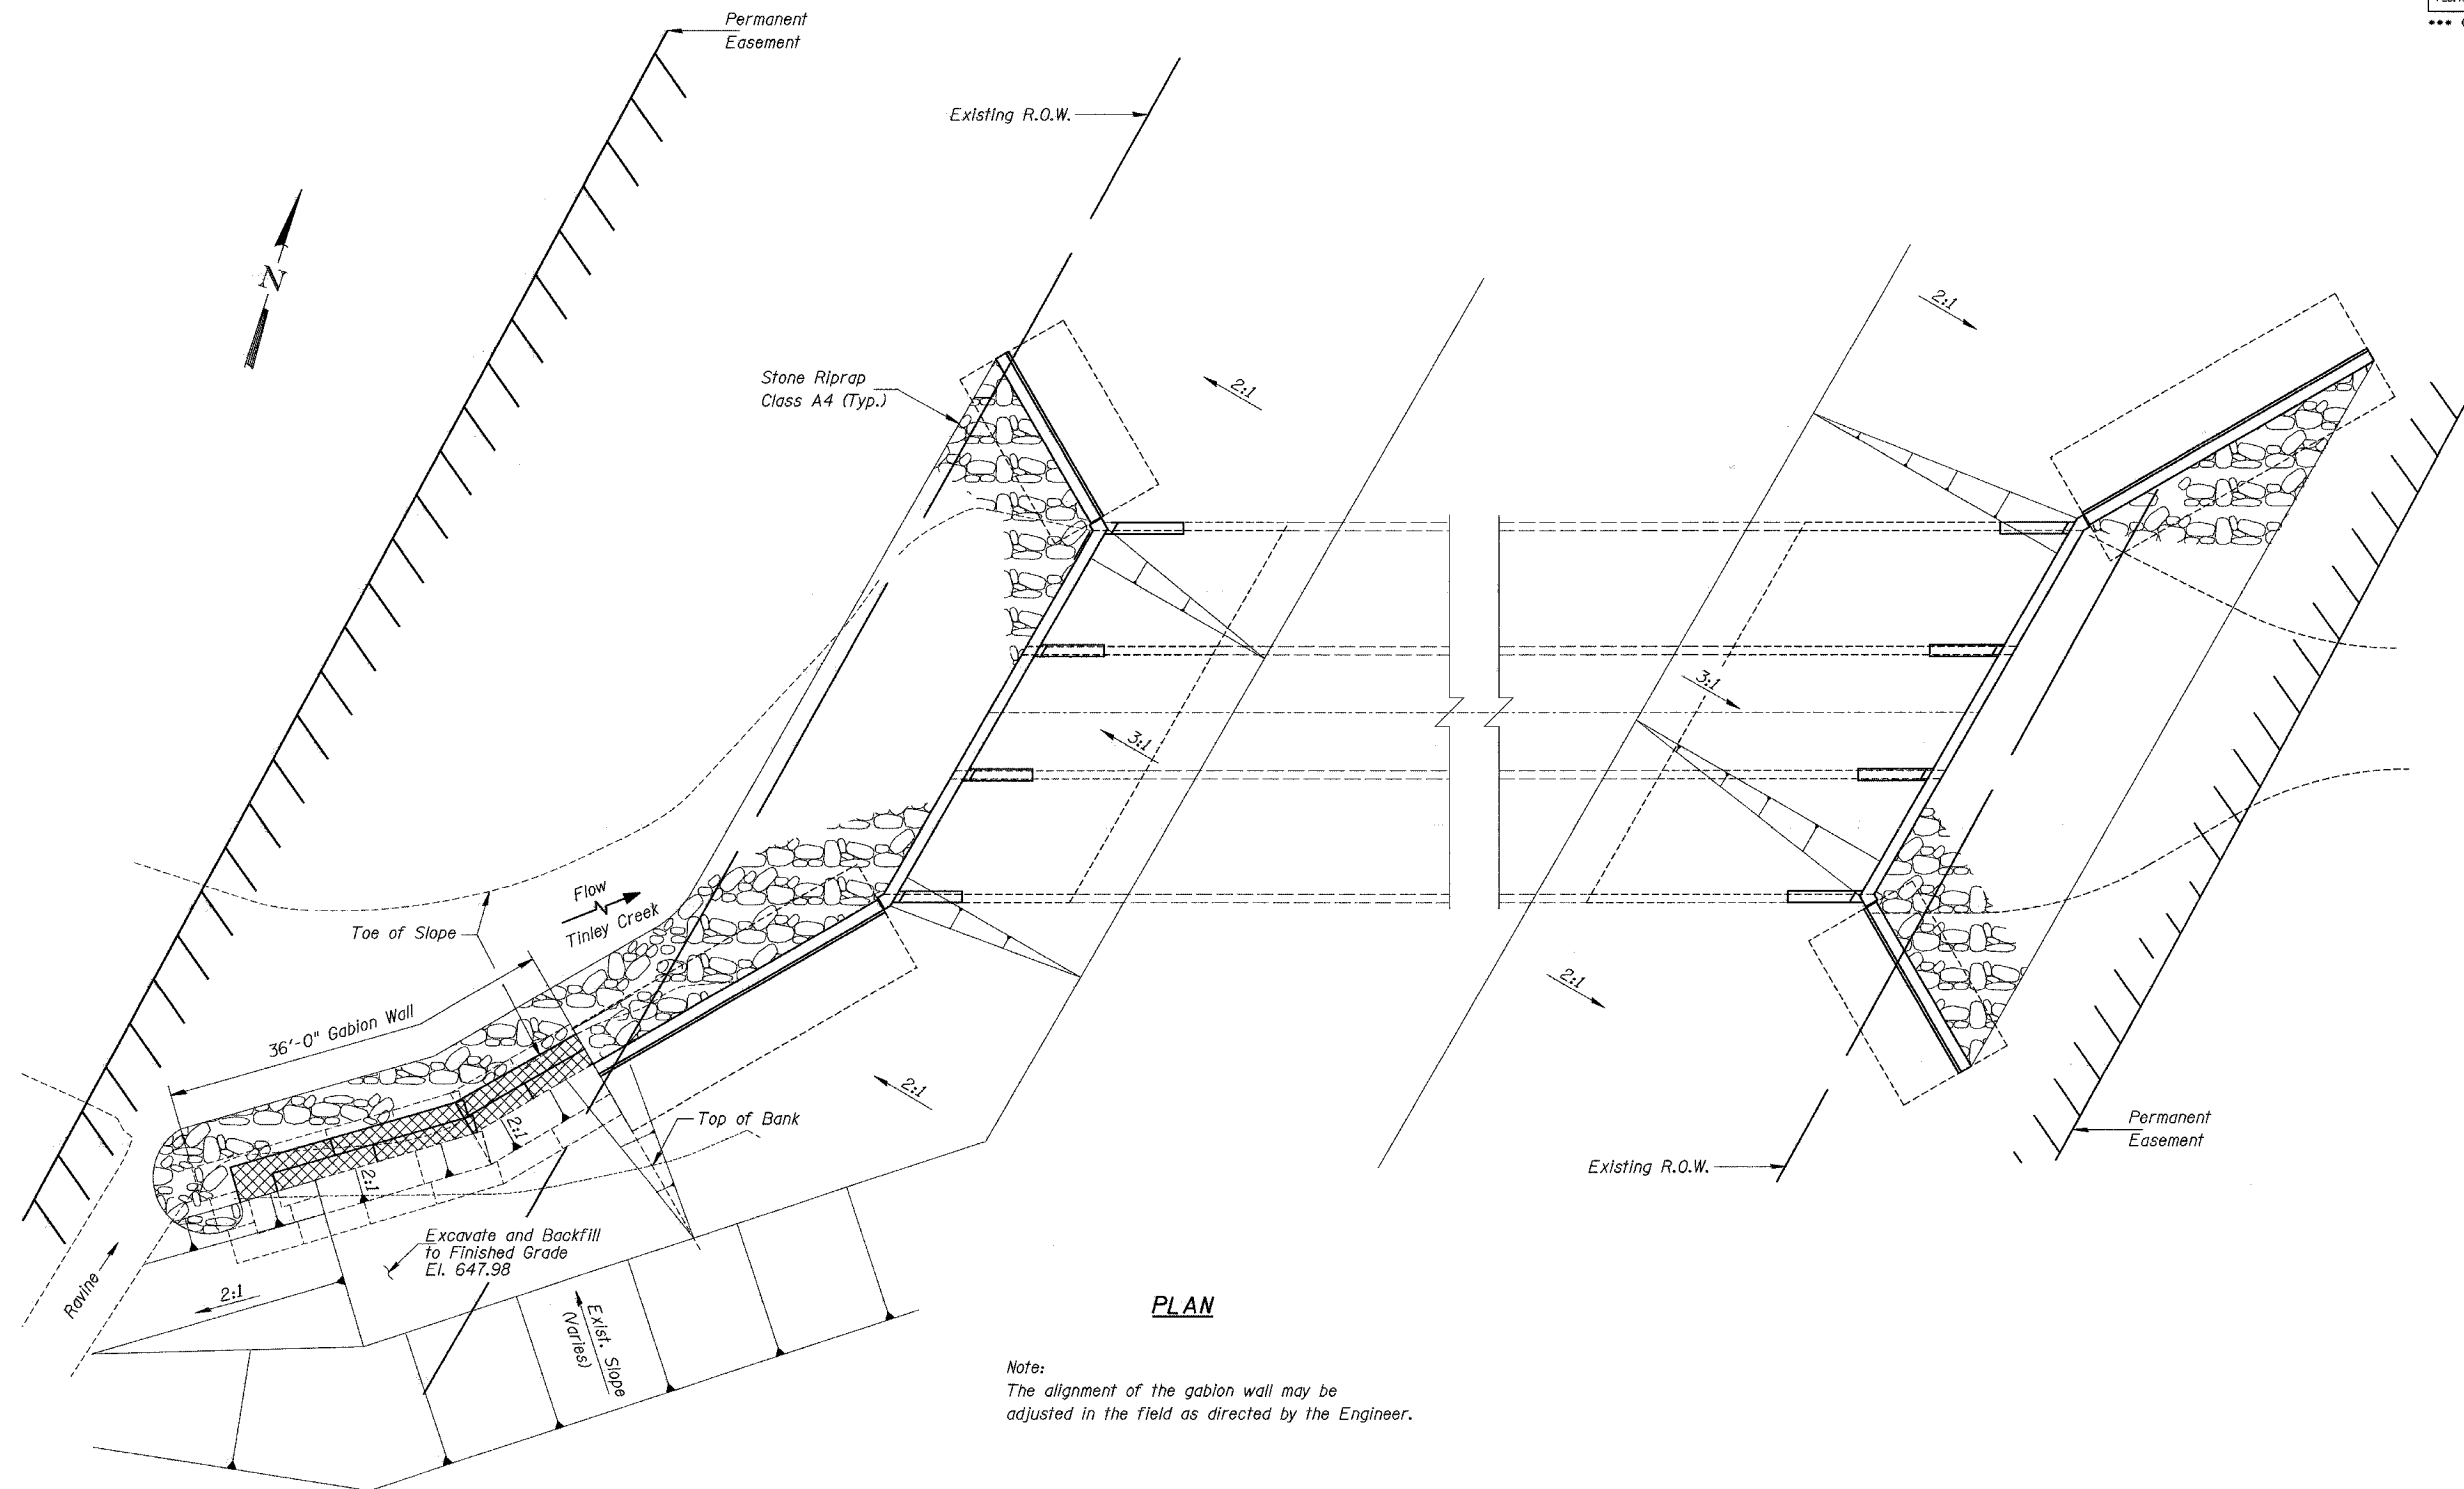 Permanent
Easement
***
Existing R.O.W.
N
2:1
Stone Riprap
Class A4 (Typ.)
2:1
3:1
3:1
Flow
Tinley Creek
Toe of Slope
36'-0" Gabion Wall
2:1
2:1
2:1
Top of Bank
Permanent
Easement
2:1
Existing R.O.W.
2:1
Excavate and Backfill
to Finished Grade
El. 647.98
Ravine
2:1
Exist. Slope
(Varies)
PLAN
Note:
The alignment of the gabion wall may be
adjusted in the field as directed by the Engineer.